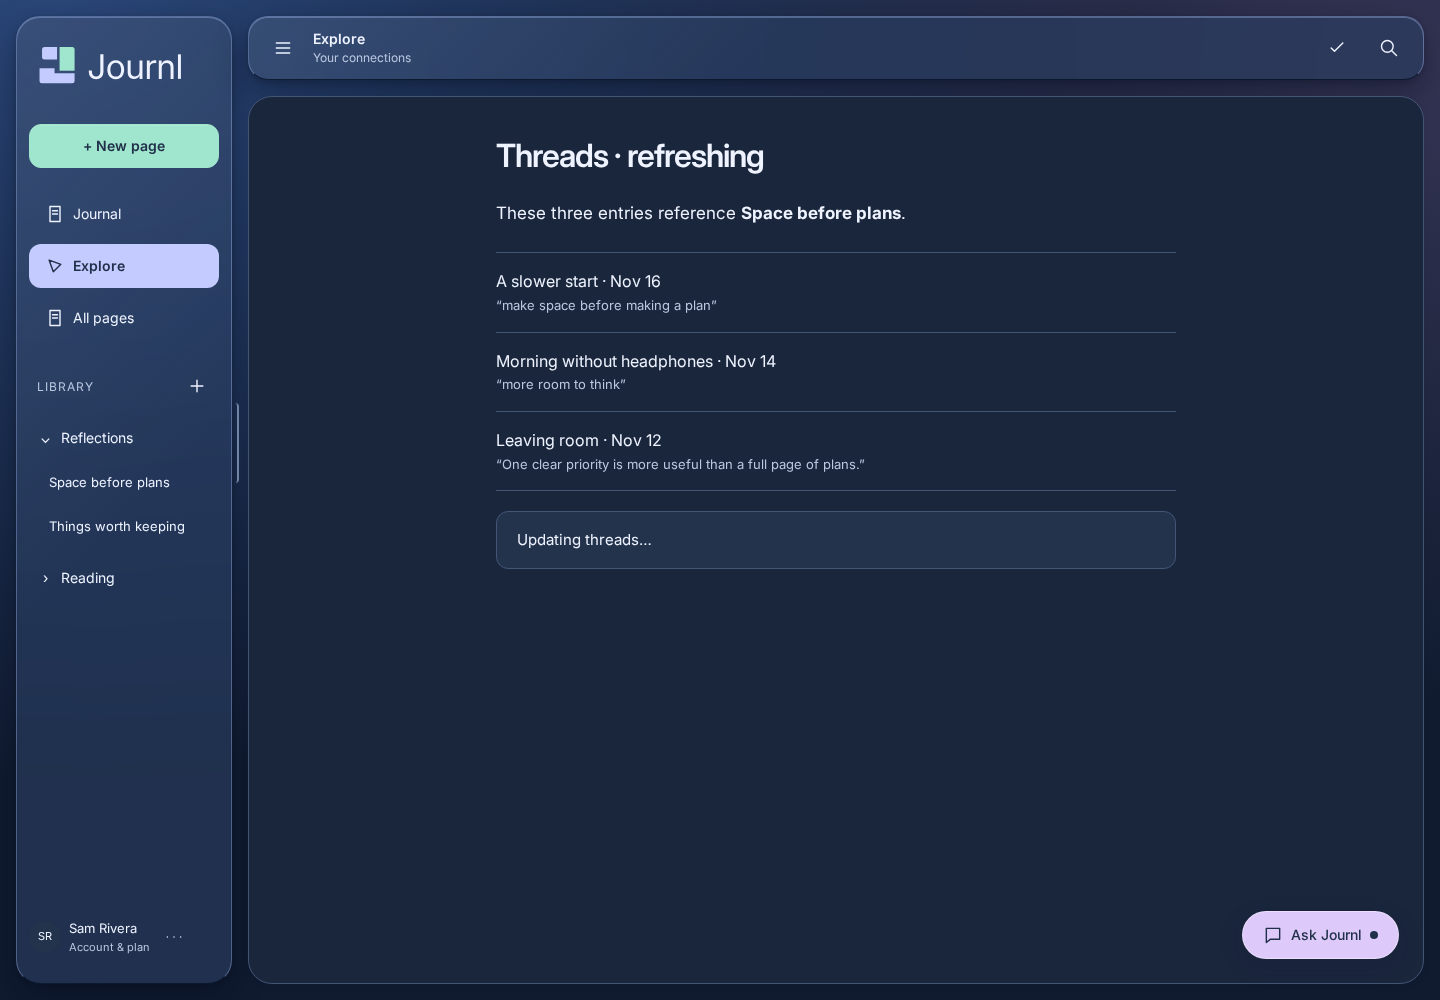 Journl
+ New page
Journal
Explore
All pages
LIBRARY
Reflections
Space before plans
Things worth keeping
Reading
SR
Sam Rivera
Account & plan
...
Explore
Your connections
Threads · refreshing
These three entries reference Space before plans.
A slower start · Nov 16
“make space before making a plan”
Morning without headphones · Nov 14
“more room to think”
Leaving room · Nov 12
“One clear priority is more useful than a full page of plans.”
Updating threads…
Ask Journl